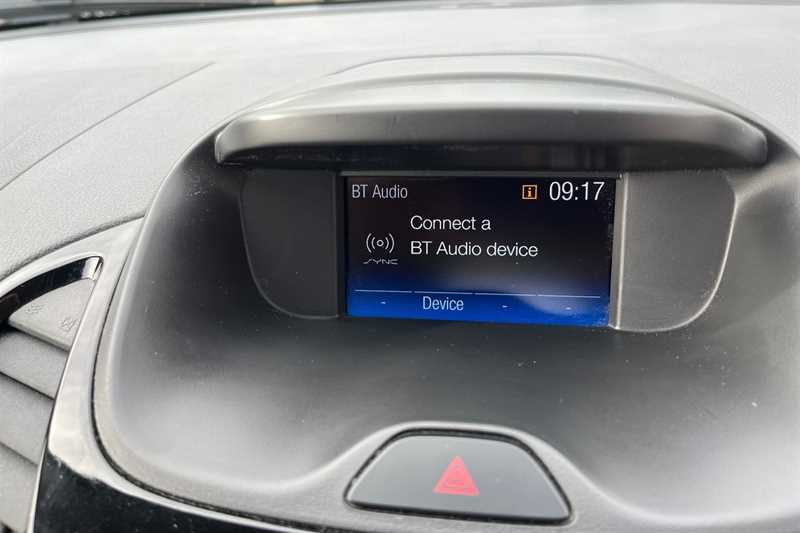 BT Audio
09:17
Connect a
BT Audio device
SYNC
- Device - -